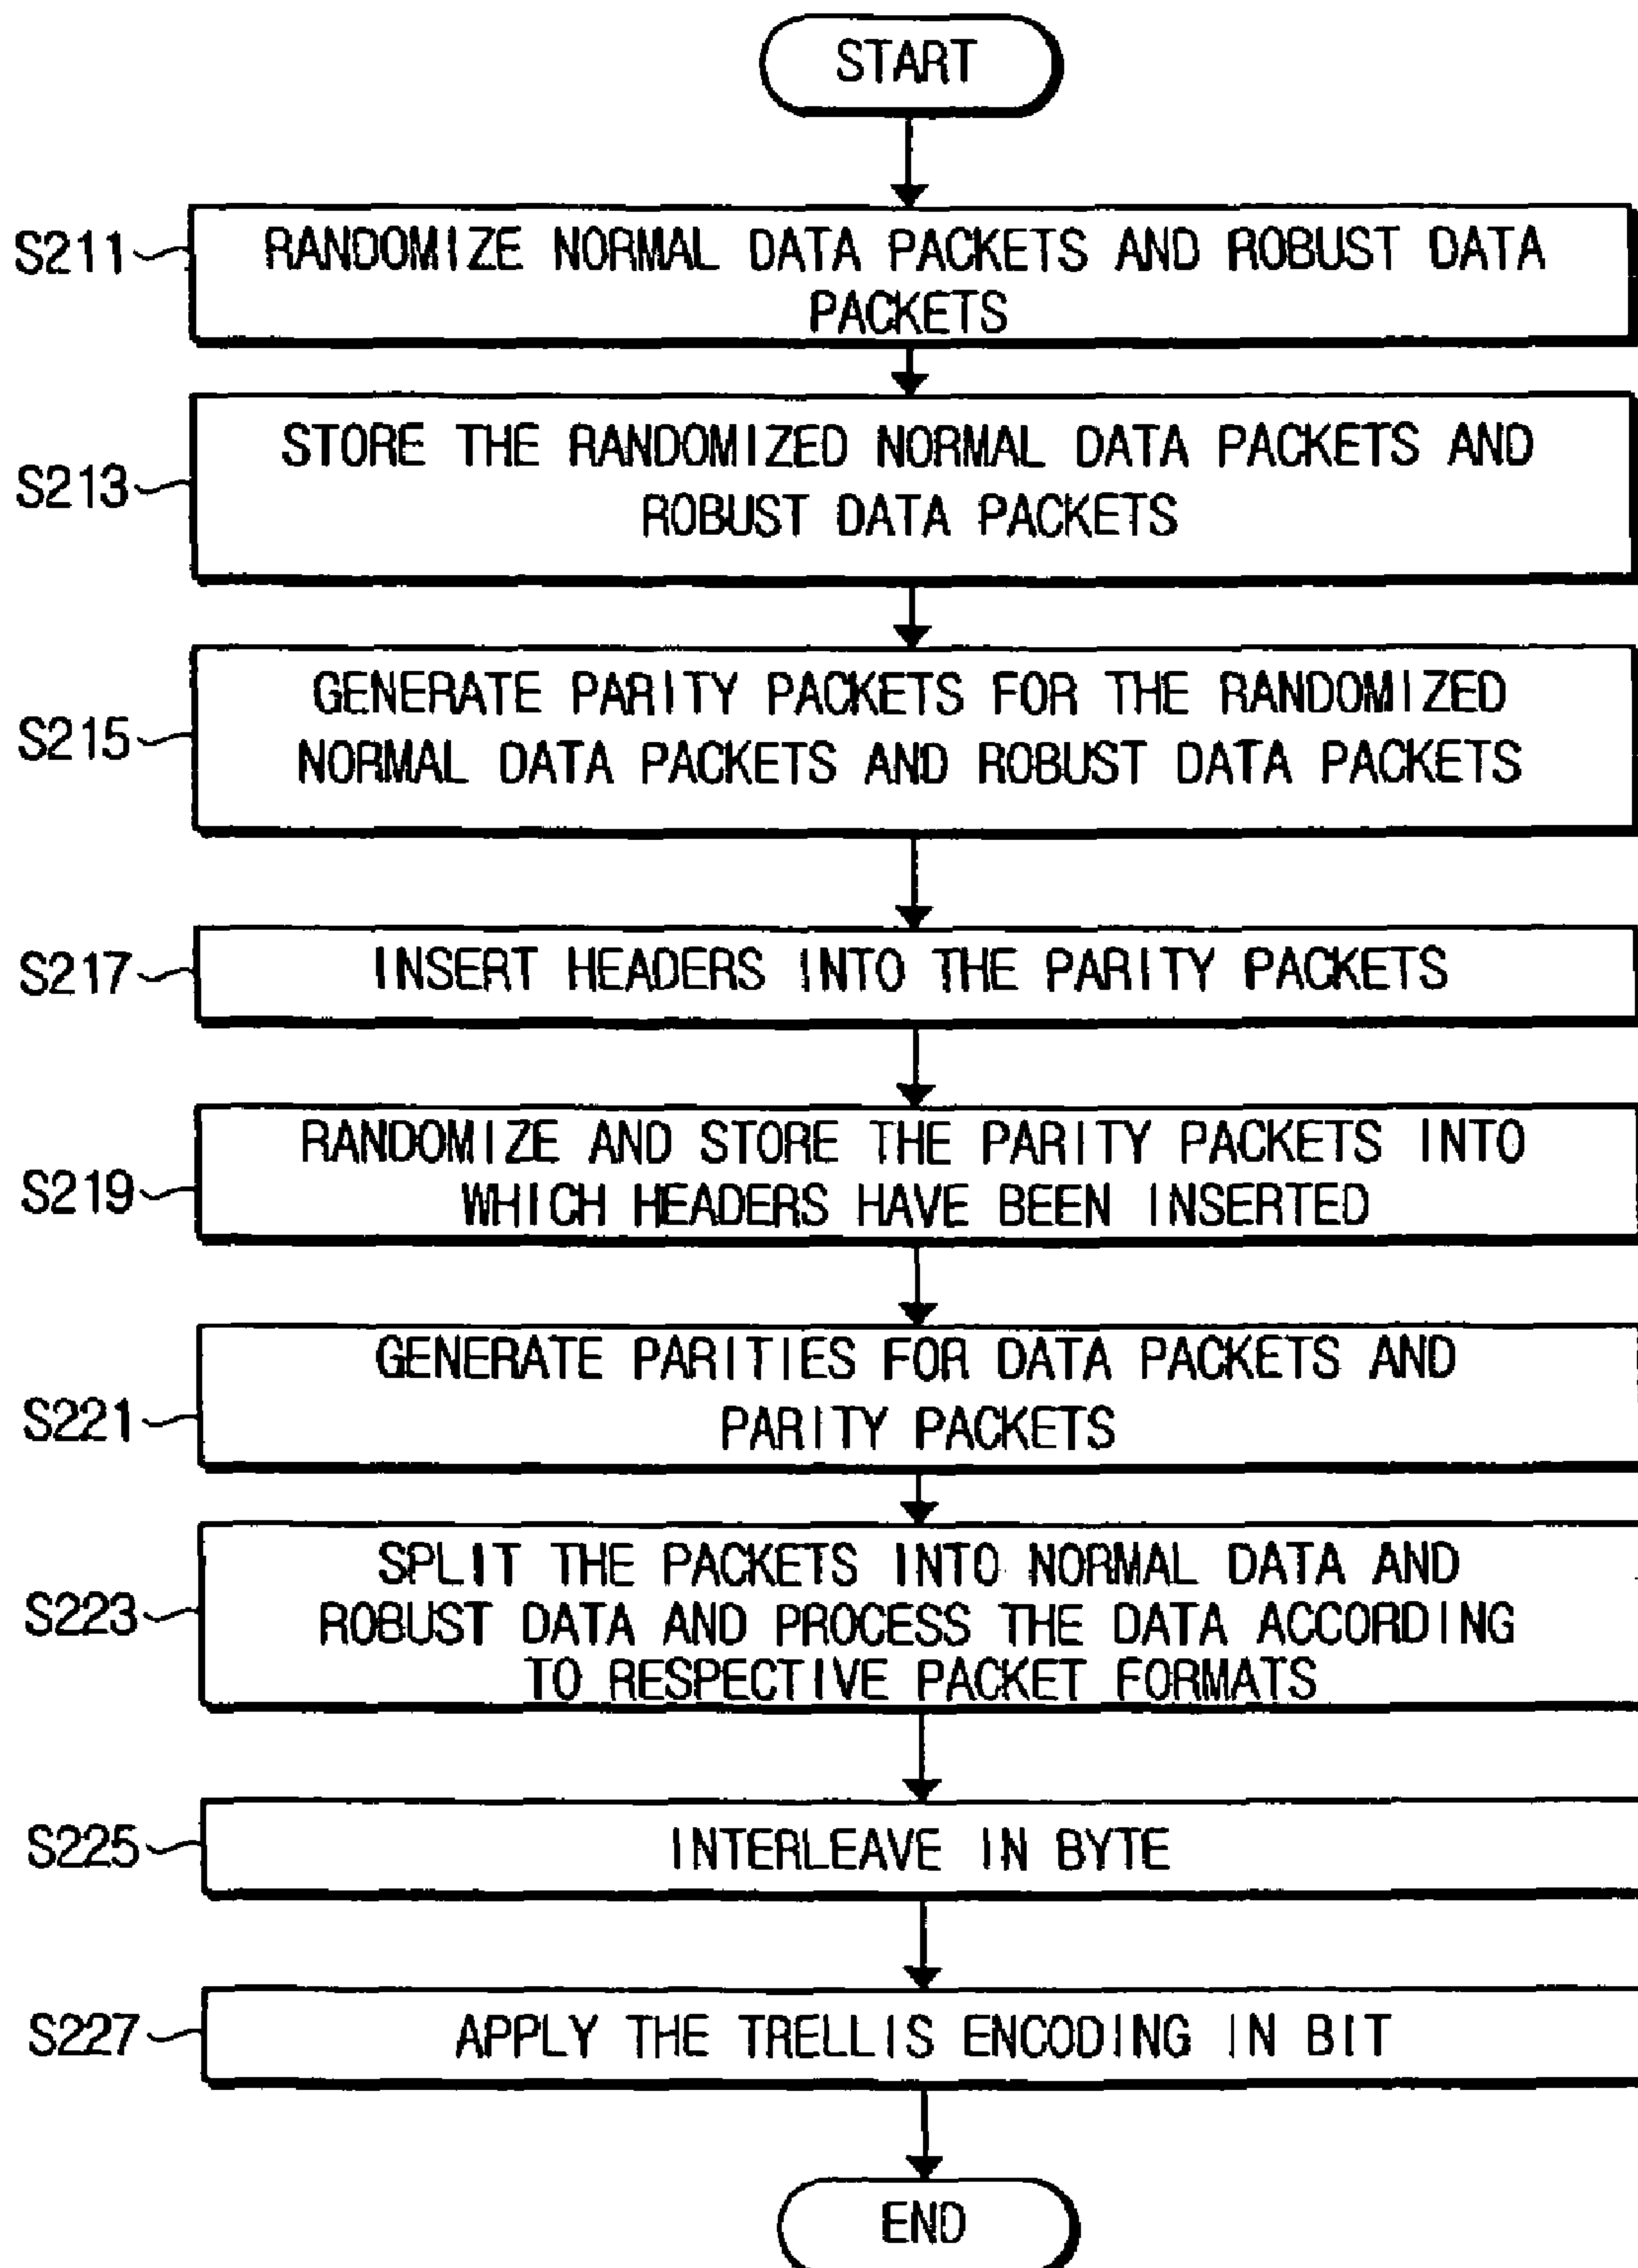 START
S211
RANDOMIZE NORMAL DATA PACKETS AND ROBUST DATA
PACKETS
S213
STORE THE RANDOMIZED NORMAL DATA PACKETS AND
ROBUST DATA PACKETS
S215
GENERATE PARITY PACKETS FOR THE RANDOMIZED
NORMAL DATA PACKETS AND ROBUST DATA PACKETS
S217
INSERT HEADERS INTO THE PARITY PACKETS
S219
RANDOMIZE AND STORE THE PARITY PACKETS INTO
WHICH HEADERS HAVE BEEN INSERTED
S221
GENERATE PARITIES FOR DATA PACKETS AND
PARITY PACKETS
S223
SPLIT THE PACKETS INTO NORMAL DATA AND
ROBUST DATA AND PROCESS THE DATA ACCORDING
TO RESPECTIVE PACKET FORMATS
S225
INTERLEAVE IN BYTE
S227
APPLY THE TRELLIS ENCODING IN BIT
END